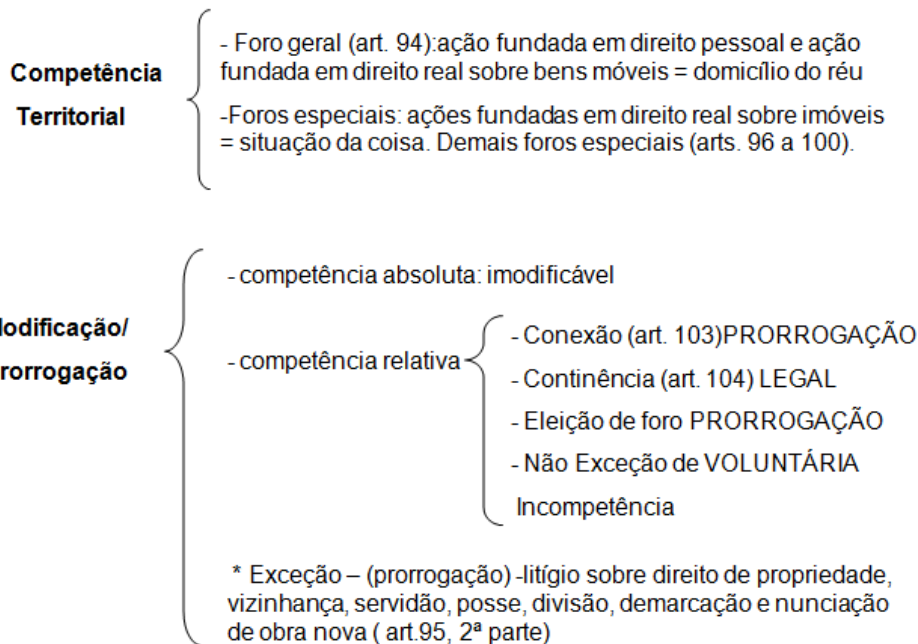 Competência
Territorial
- Foro geral (art. 94):ação fundada em direito pessoal e ação
fundada em direito real sobre bens móveis = domicílio do réu
-Foros especiais: ações fundadas em direito real sobre imóveis
= situação da coisa. Demais foros especiais (arts. 96 a 100).
odificação/
rorrogação
- competência absoluta: imodificável
- competência relativa
- Conexão (art. 103)PRORROGAÇÃO
- Continência (art. 104) LEGAL
- Eleição de foro PRORROGAÇÃO
- Não Exceção de VOLUNTÁRIA
Incompetência
* Exceção – (prorrogação) -litígio sobre direito de propriedade,
vizinhança, servidão, posse, divisão, demarcação e nunciação
de obra nova ( art.95, 2ª parte)